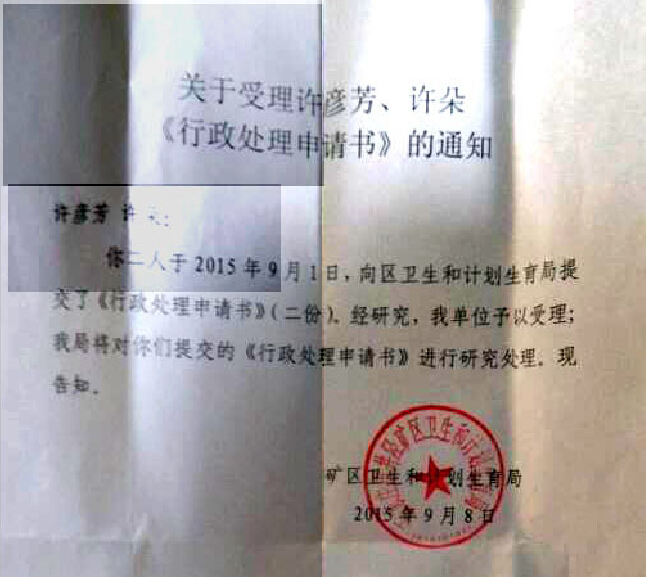 关于受理许彦芳、许朵
《行政处理申请书》的通知
许彦芳 许朵:
你二人于2015年9月1日,向区卫生和计划生育局提
交了《行政处理申请书》(二份).经研究,我单位予以受理;
我局将对你们提交的《行政处理申请书》进行研究处理.现
告知.
矿区卫生和计划生育局
2015年9月8日